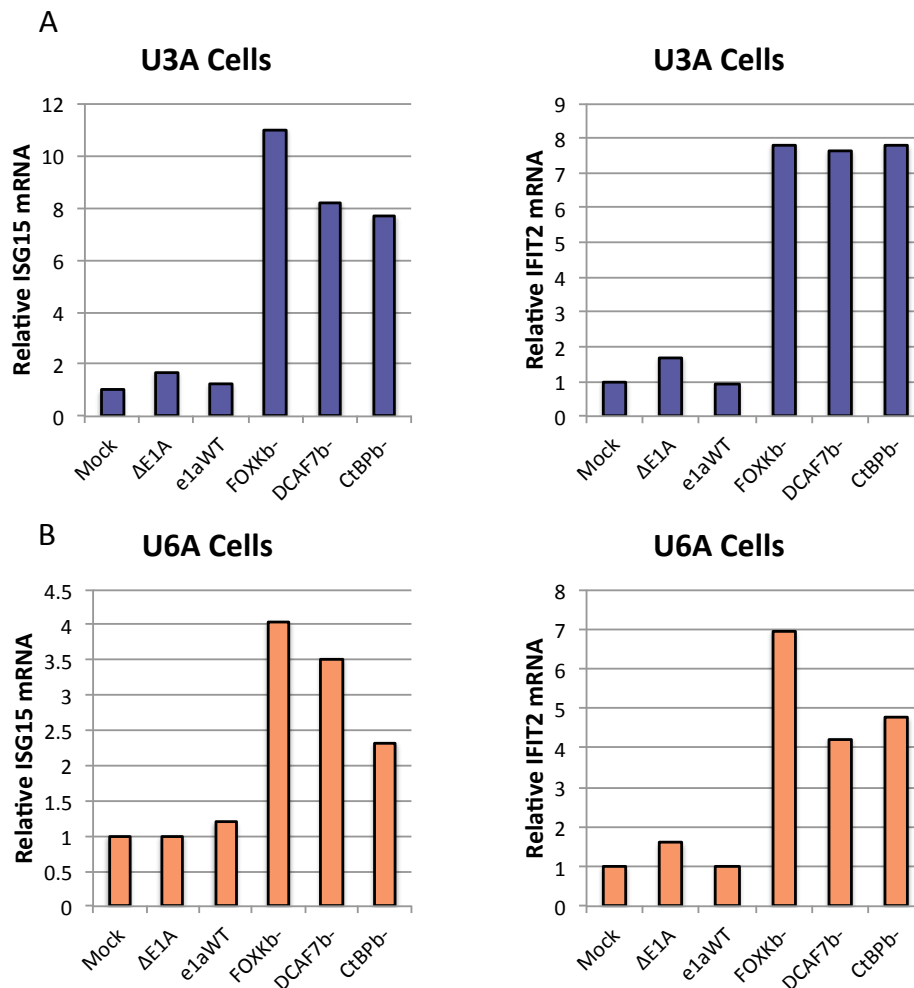 A
U3A Cells
Relative ISG15 mRNA
12
10
8
6
4
2
0
Mock
ΔE1A
e1aWT
FOXKb-
DCAF7b-
CtBPb-
U3A Cells
Relative IFIT2 mRNA
9
8
7
6
5
4
3
2
1
0
Mock
ΔE1A
e1aWT
FOXKb-
DCAF7b-
CtBPb-
B
U6A Cells
Relative ISG15 mRNA
4.5
4
3.5
3
2.5
2
1.5
1
0.5
0
Mock
ΔE1A
e1aWT
FOXKb-
DCAF7b-
CtBPb-
U6A Cells
Relative IFIT2 mRNA
8
7
6
5
4
3
2
1
0
Mock
ΔE1A
e1aWT
FOXKb-
DCAF7b-
CtBPb-